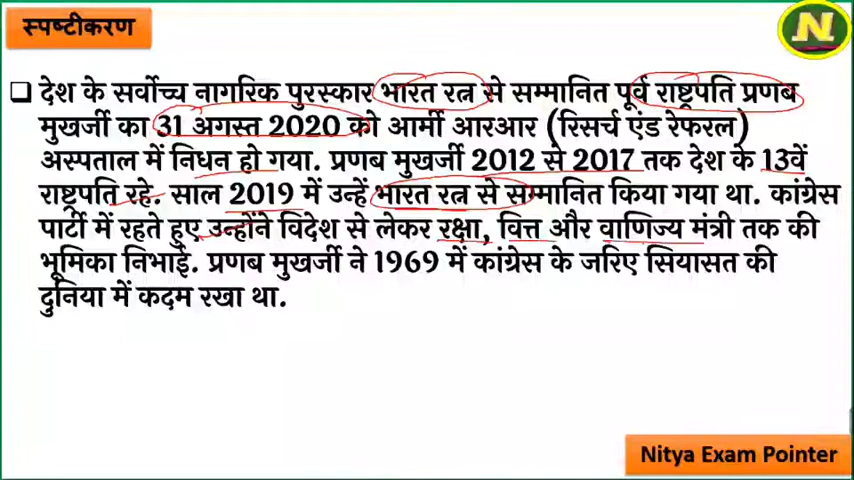 स्पष्टीकरण
N
❑ देश के सर्वोच्च नागरिक पुरस्कार भारत रत्न से सम्मानित पूर्व राष्ट्रपति प्रणब
मुखर्जी का 31 अगस्त 2020 को आर्मी आरआर (रिसर्च एंड रेफरल)
अस्पताल में निधन हो गया. प्रणब मुखर्जी 2012 से 2017 तक देश के 13वें
राष्ट्रपति रहे. साल 2019 में उन्हें भारत रत्न से सम्मानित किया गया था. कांग्रेस
पार्टी में रहते हुए उन्होंने विदेश से लेकर रक्षा, वित्त और वाणिज्य मंत्री तक की
भूमिका निभाई. प्रणब मुखर्जी ने 1969 में कांग्रेस के जरिए सियासत की
दुनिया में कदम रखा था.
Nitya Exam Pointer